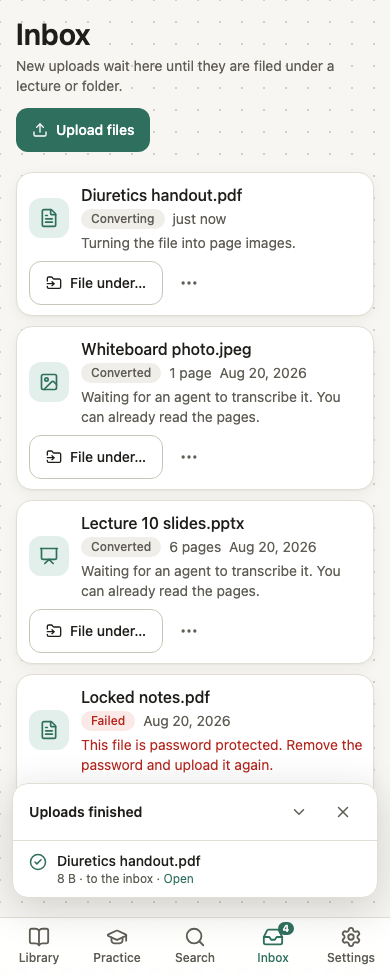 Inbox
New uploads wait here until they are filed under a
lecture or folder.
Upload files
Diuretics handout.pdf
Converting just now
Turning the file into page images.
File under...
Whiteboard photo.jpeg
Converted 1 page Aug 20, 2026
Waiting for an agent to transcribe it. You
can already read the pages.
File under...
Lecture 10 slides.pptx
Converted 6 pages Aug 20, 2026
Waiting for an agent to transcribe it. You
can already read the pages.
File under...
Locked notes.pdf
Failed Aug 20, 2026
This file is password protected. Remove the
password and upload it again.
Uploads finished
Diuretics handout.pdf
8 B · to the inbox · Open
4
Library Practice Search Inbox Settings